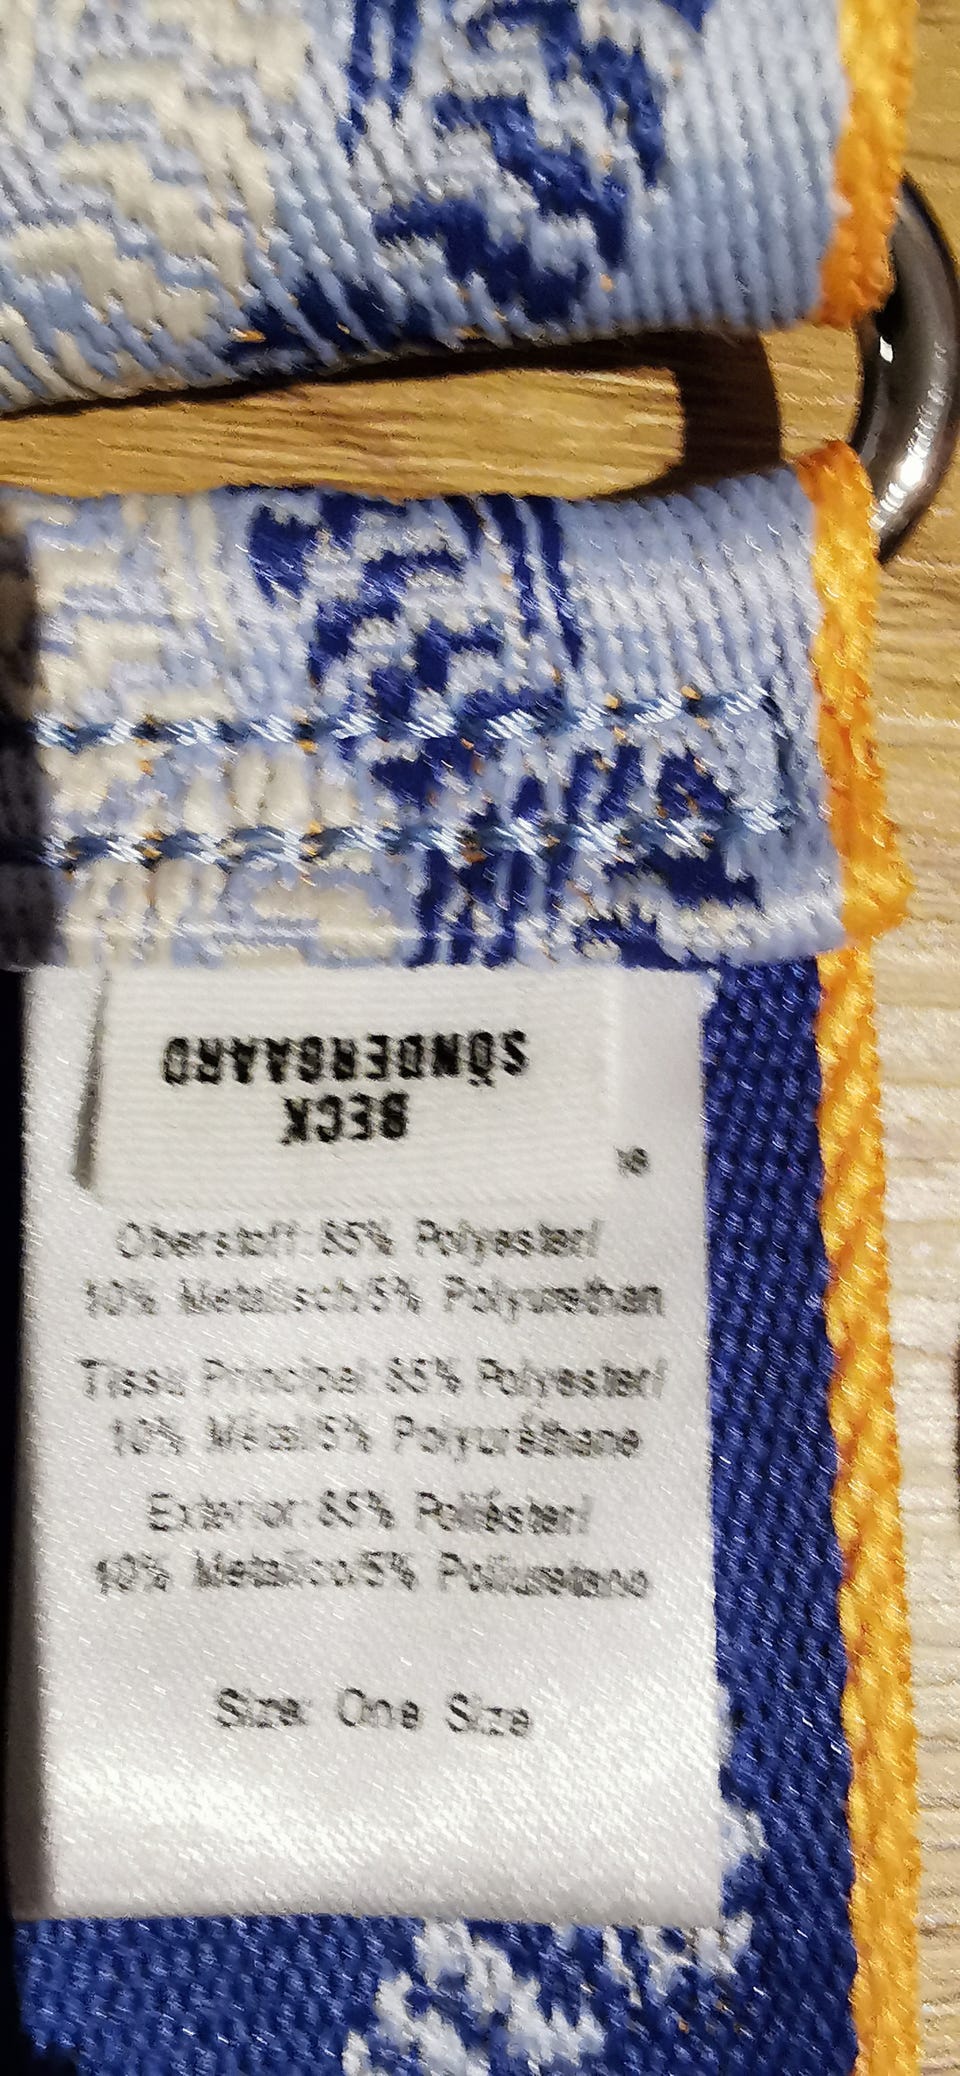 BECK
SÖNDERGAARD
Oberstoff: 85% Polyester/
10% Metallisch/5% Polyurethan
Tissu Principal: 85% Polyester/
10% Métal/5% Polyuréthane
Exterior: 85% Poliéster/
10% Metálico/5% Poliuretano
Size: One Size